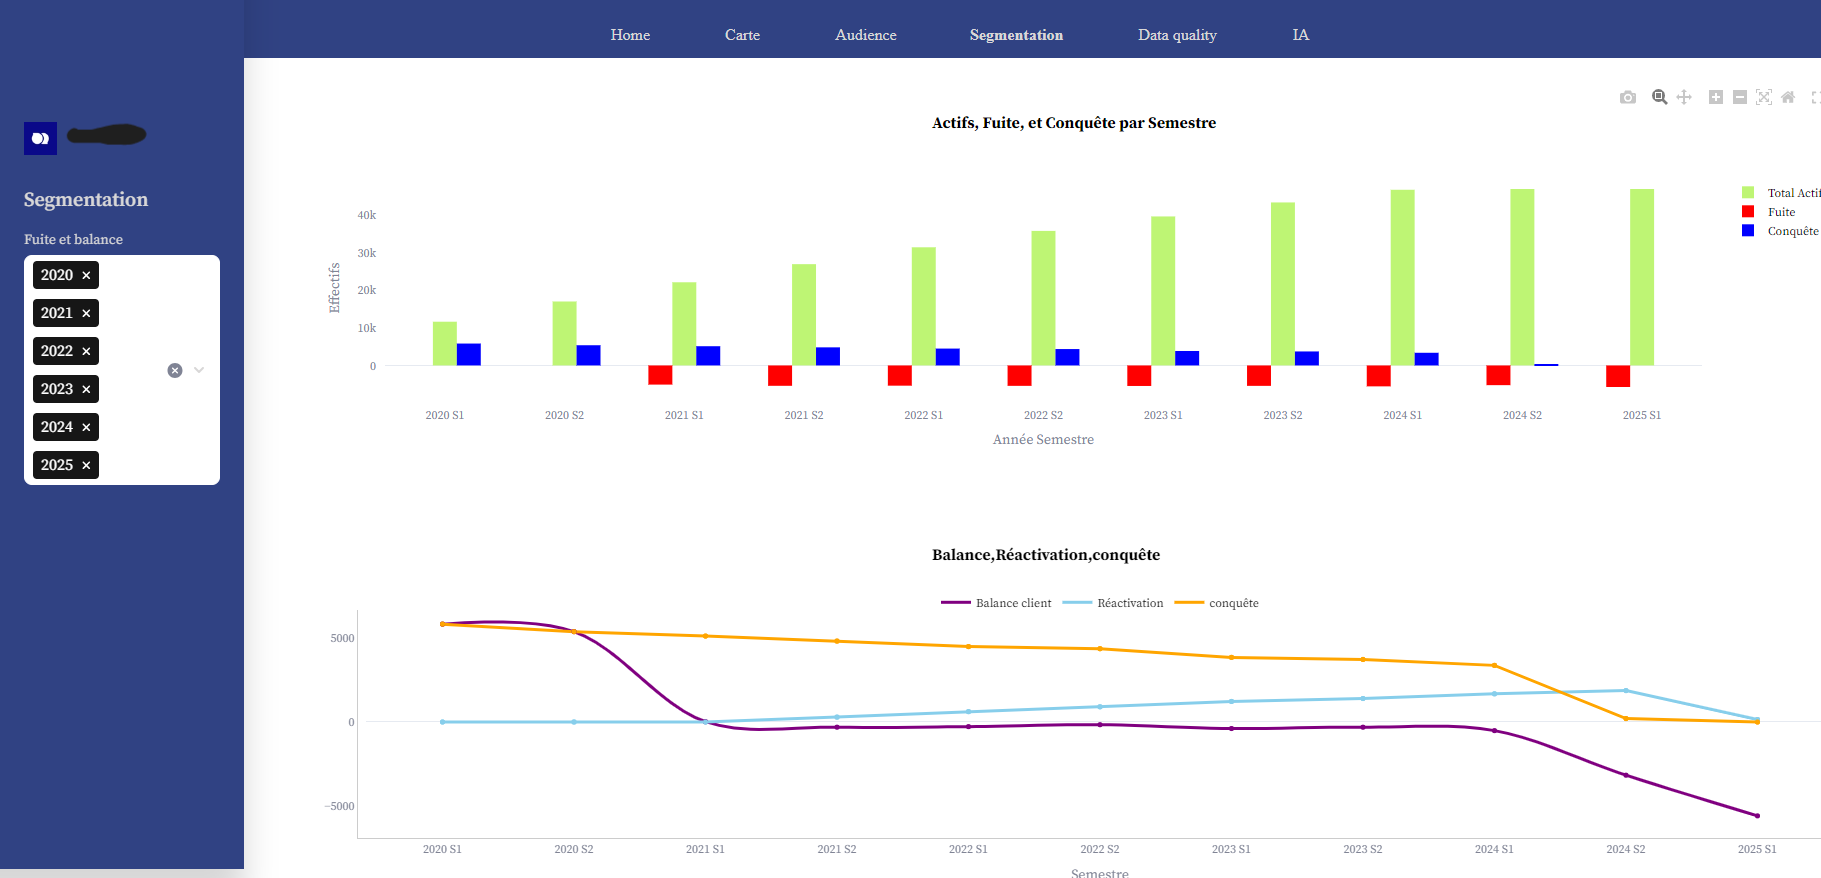 Home Carte Audience Segmentation Data quality IA
Segmentation
Fuite et balance
2020
2021
2022
2023
2024
2025
Actifs, Fuite, et Conquête par Semestre
Total Actif
Fuite
Conquête
Effectifs
40k
30k
20k
10k
0
2020 S1 2020 S2 2021 S1 2021 S2 2022 S1 2022 S2 2023 S1 2023 S2 2024 S1 2024 S2 2025 S1
Année Semestre
Balance,Réactivation,conquête
Balance client Réactivation conquête
5000
0
−5000
2020 S1 2020 S2 2021 S1 2021 S2 2022 S1 2022 S2 2023 S1 2023 S2 2024 S1 2024 S2 2025 S1
Semestre